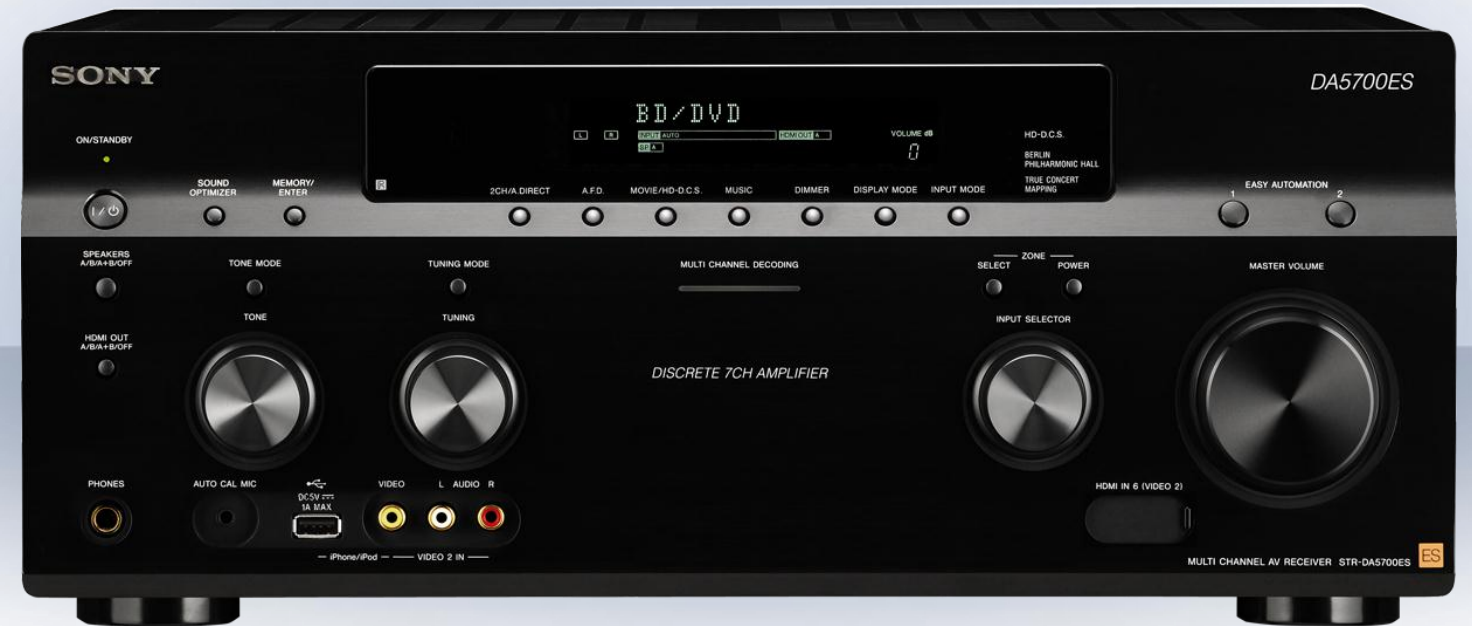 SONY
DA5700ES
ON/STANDBY
I/⏻
SOUND
OPTIMIZER
MEMORY/
ENTER
BD/DVD
L
R
INPUT AUTO
HDMI OUT A
SP A
VOLUME dB
0
HD-D.C.S.
BERLIN
PHILHARMONIC HALL
TRUE CONCERT
MAPPING
2CH/A.DIRECT
A.F.D.
MOVIE/HD-D.C.S.
MUSIC
DIMMER
DISPLAY MODE
INPUT MODE
EASY AUTOMATION
1
2
SPEAKERS
A/B/A+B/OFF
TONE MODE
TUNING MODE
MULTI CHANNEL DECODING
ZONE
SELECT
POWER
MASTER VOLUME
HDMI OUT
A/B/A+B/OFF
TONE
TUNING
INPUT SELECTOR
DISCRETE 7CH AMPLIFIER
PHONES
AUTO CAL MIC
DC5V
1A MAX
VIDEO
L AUDIO R
iPhone/iPod
VIDEO 2 IN
HDMI IN 6 (VIDEO 2)
MULTI CHANNEL AV RECEIVER STR-DA5700ES
ES